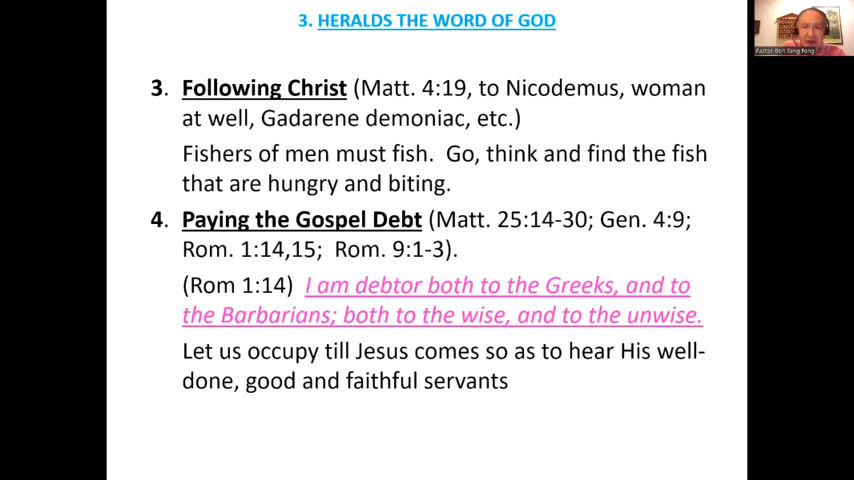 3. HERALDS THE WORD OF GOD
3. Following Christ (Matt. 4:19, to Nicodemus, woman
at well, Gadarene demoniac, etc.)
Fishers of men must fish.  Go, think and find the fish
that are hungry and biting.
4. Paying the Gospel Debt (Matt. 25:14-30; Gen. 4:9;
Rom. 1:14,15;  Rom. 9:1-3).
(Rom 1:14)  I am debtor both to the Greeks, and to
the Barbarians; both to the wise, and to the unwise.
Let us occupy till Jesus comes so as to hear His well-
done, good and faithful servants
Pastor Goh Seng Fong